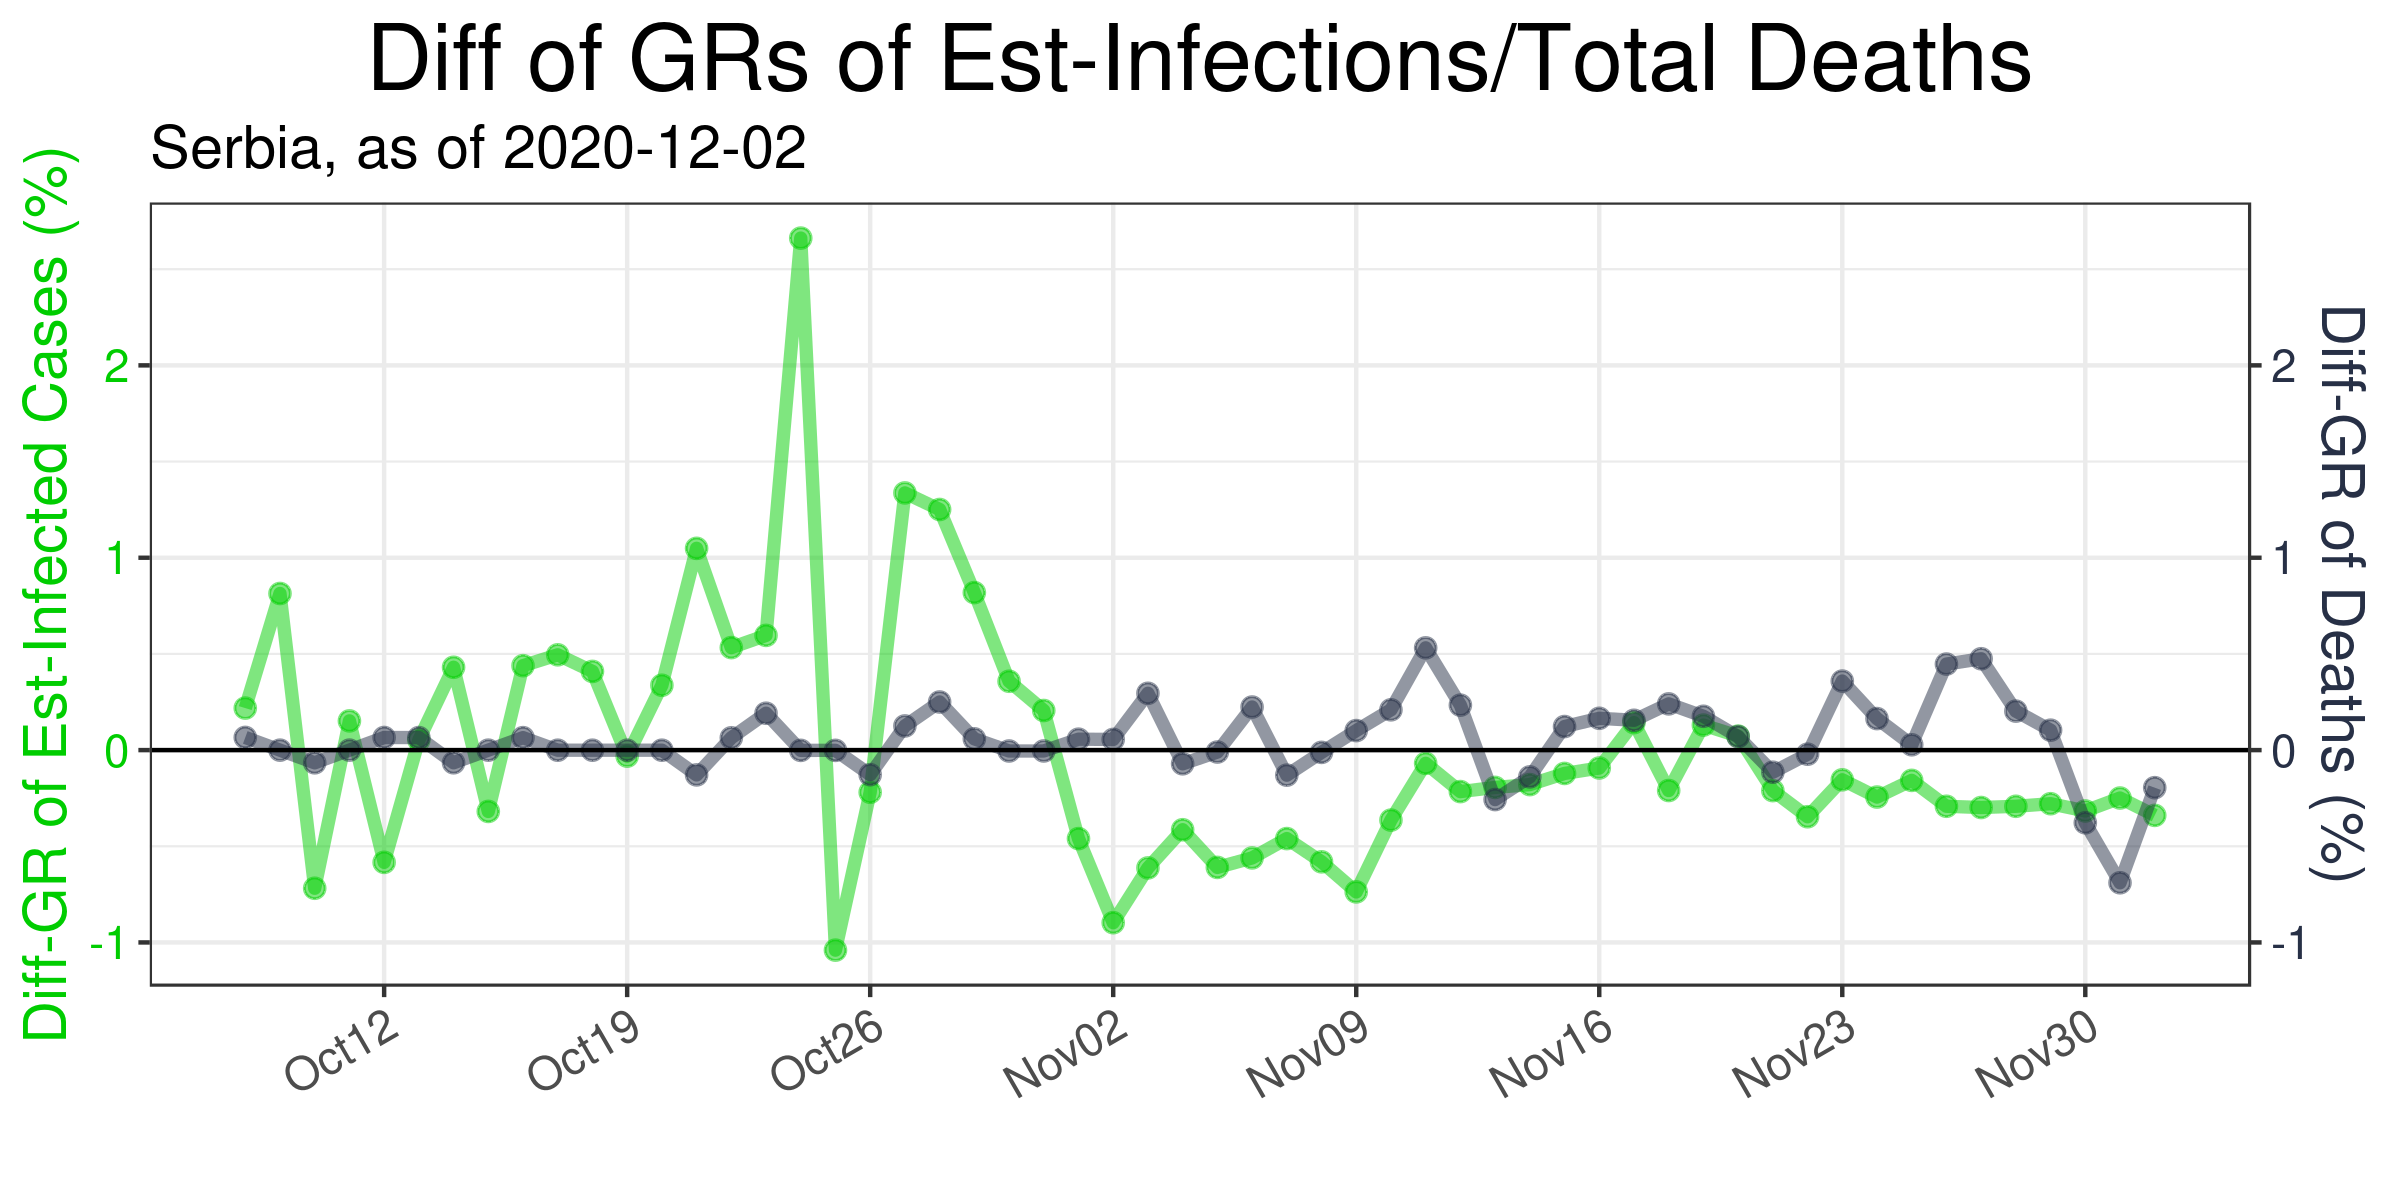 Diff of GRs of Est-Infections/Total Deaths
Serbia, as of 2020-12-02
Diff-GR of Est-Infected Cases (%)
2
1
0
-1
2
1
0
-1
Diff-GR of Deaths (%)
Oct12
Oct19
Oct26
Nov02
Nov09
Nov16
Nov23
Nov30